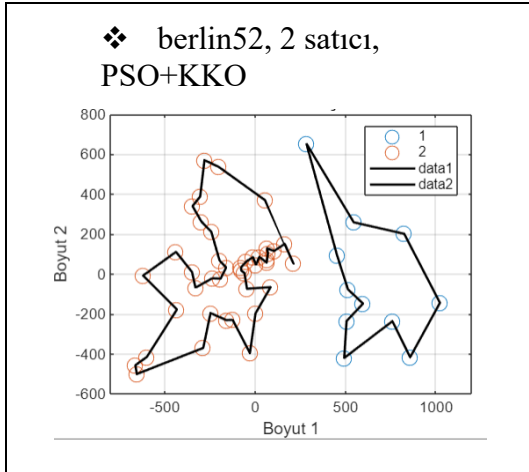 ❖ berlin52, 2 satıcı,
PSO+KKO
800
600
400
200
0
-200
-400
-600
Boyut 2
-500
0
500
1000
Boyut 1
1
2
data1
data2